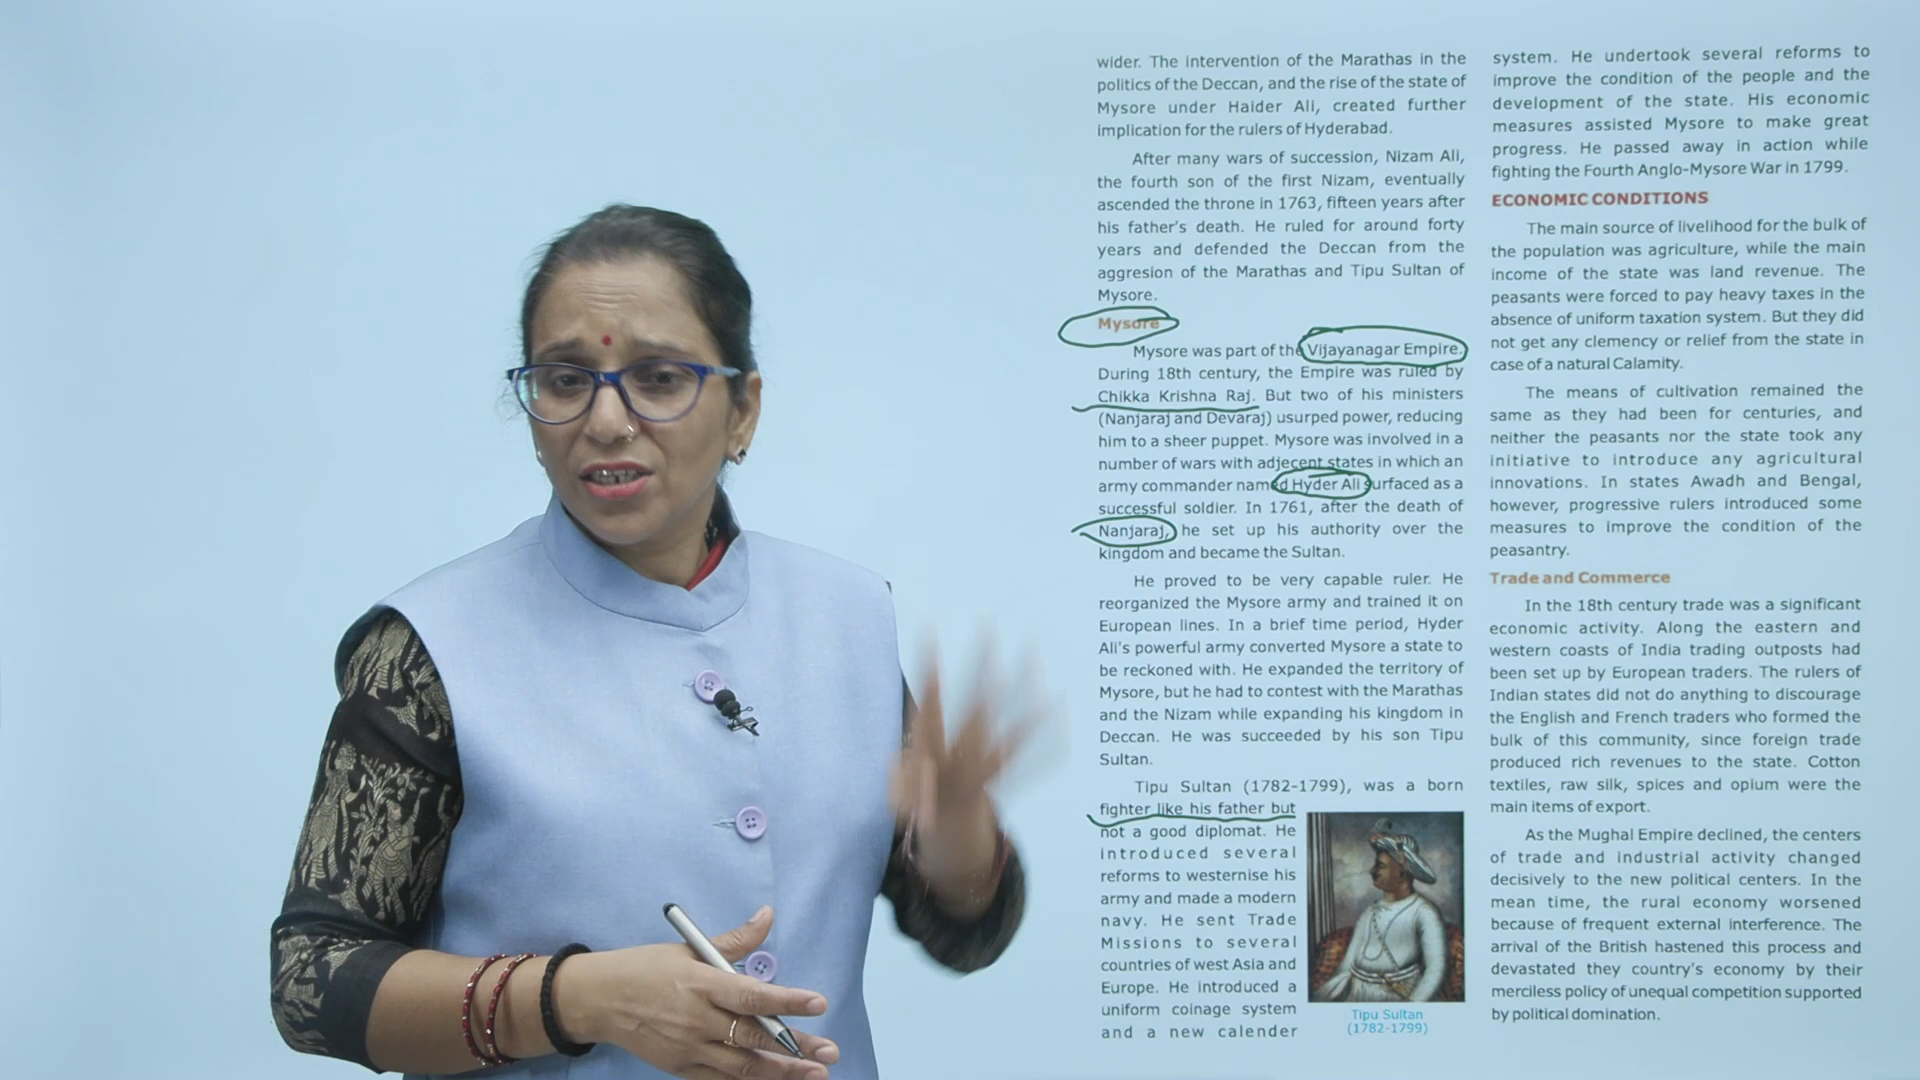 wider. The intervention of the Marathas in the
politics of the Deccan, and the rise of the state of
Mysore under Haider Ali, created further
implication for the rulers of Hyderabad.
After many wars of succession, Nizam Ali,
the fourth son of the first Nizam, eventually
ascended the throne in 1763, fifteen years after
his father's death. He ruled for around forty
years and defended the Deccan from the
aggresion of the Marathas and Tipu Sultan of
Mysore.
Mysore
Mysore was part of the Vijayanagar Empire.
During 18th century, the Empire was ruled by
Chikka Krishna Raj. But two of his ministers
(Nanjaraj and Devaraj) usurped power, reducing
him to a sheer puppet. Mysore was involved in a
number of wars with adjecent states in which an
army commander named Hyder Ali surfaced as a
successful soldier. In 1761, after the death of
Nanjaraj, he set up his authority over the
kingdom and became the Sultan.
He proved to be very capable ruler. He
reorganized the Mysore army and trained it on
European lines. In a brief time period, Hyder
Ali's powerful army converted Mysore a state to
be reckoned with. He expanded the territory of
Mysore, but he had to contest with the Marathas
and the Nizam while expanding his kingdom in
Deccan. He was succeeded by his son Tipu
Sultan.
Tipu Sultan (1782-1799), was a born
fighter like his father but
not a good diplomat. He
introduced several
reforms to westernise his
army and made a modern
navy. He sent Trade
Missions to several
countries of west Asia and
Europe. He introduced a
uniform coinage system
and a new calender
Tipu Sultan
(1782-1799)
system. He undertook several reforms to
improve the condition of the people and the
development of the state. His economic
measures assisted Mysore to make great
progress. He passed away in action while
fighting the Fourth Anglo-Mysore War in 1799.
ECONOMIC CONDITIONS
The main source of livelihood for the bulk of
the population was agriculture, while the main
income of the state was land revenue. The
peasants were forced to pay heavy taxes in the
absence of uniform taxation system. But they did
not get any clemency or relief from the state in
case of a natural Calamity.
The means of cultivation remained the
same as they had been for centuries, and
neither the peasants nor the state took any
initiative to introduce any agricultural
innovations. In states Awadh and Bengal,
however, progressive rulers introduced some
measures to improve the condition of the
peasantry.
Trade and Commerce
In the 18th century trade was a significant
economic activity. Along the eastern and
western coasts of India trading outposts had
been set up by European traders. The rulers of
Indian states did not do anything to discourage
the English and French traders who formed the
bulk of this community, since foreign trade
produced rich revenues to the state. Cotton
textiles, raw silk, spices and opium were the
main items of export.
As the Mughal Empire declined, the centers
of trade and industrial activity changed
decisively to the new political centers. In the
mean time, the rural economy worsened
because of frequent external interference. The
arrival of the British hastened this process and
devastated they country's economy by their
merciless policy of unequal competition supported
by political domination.